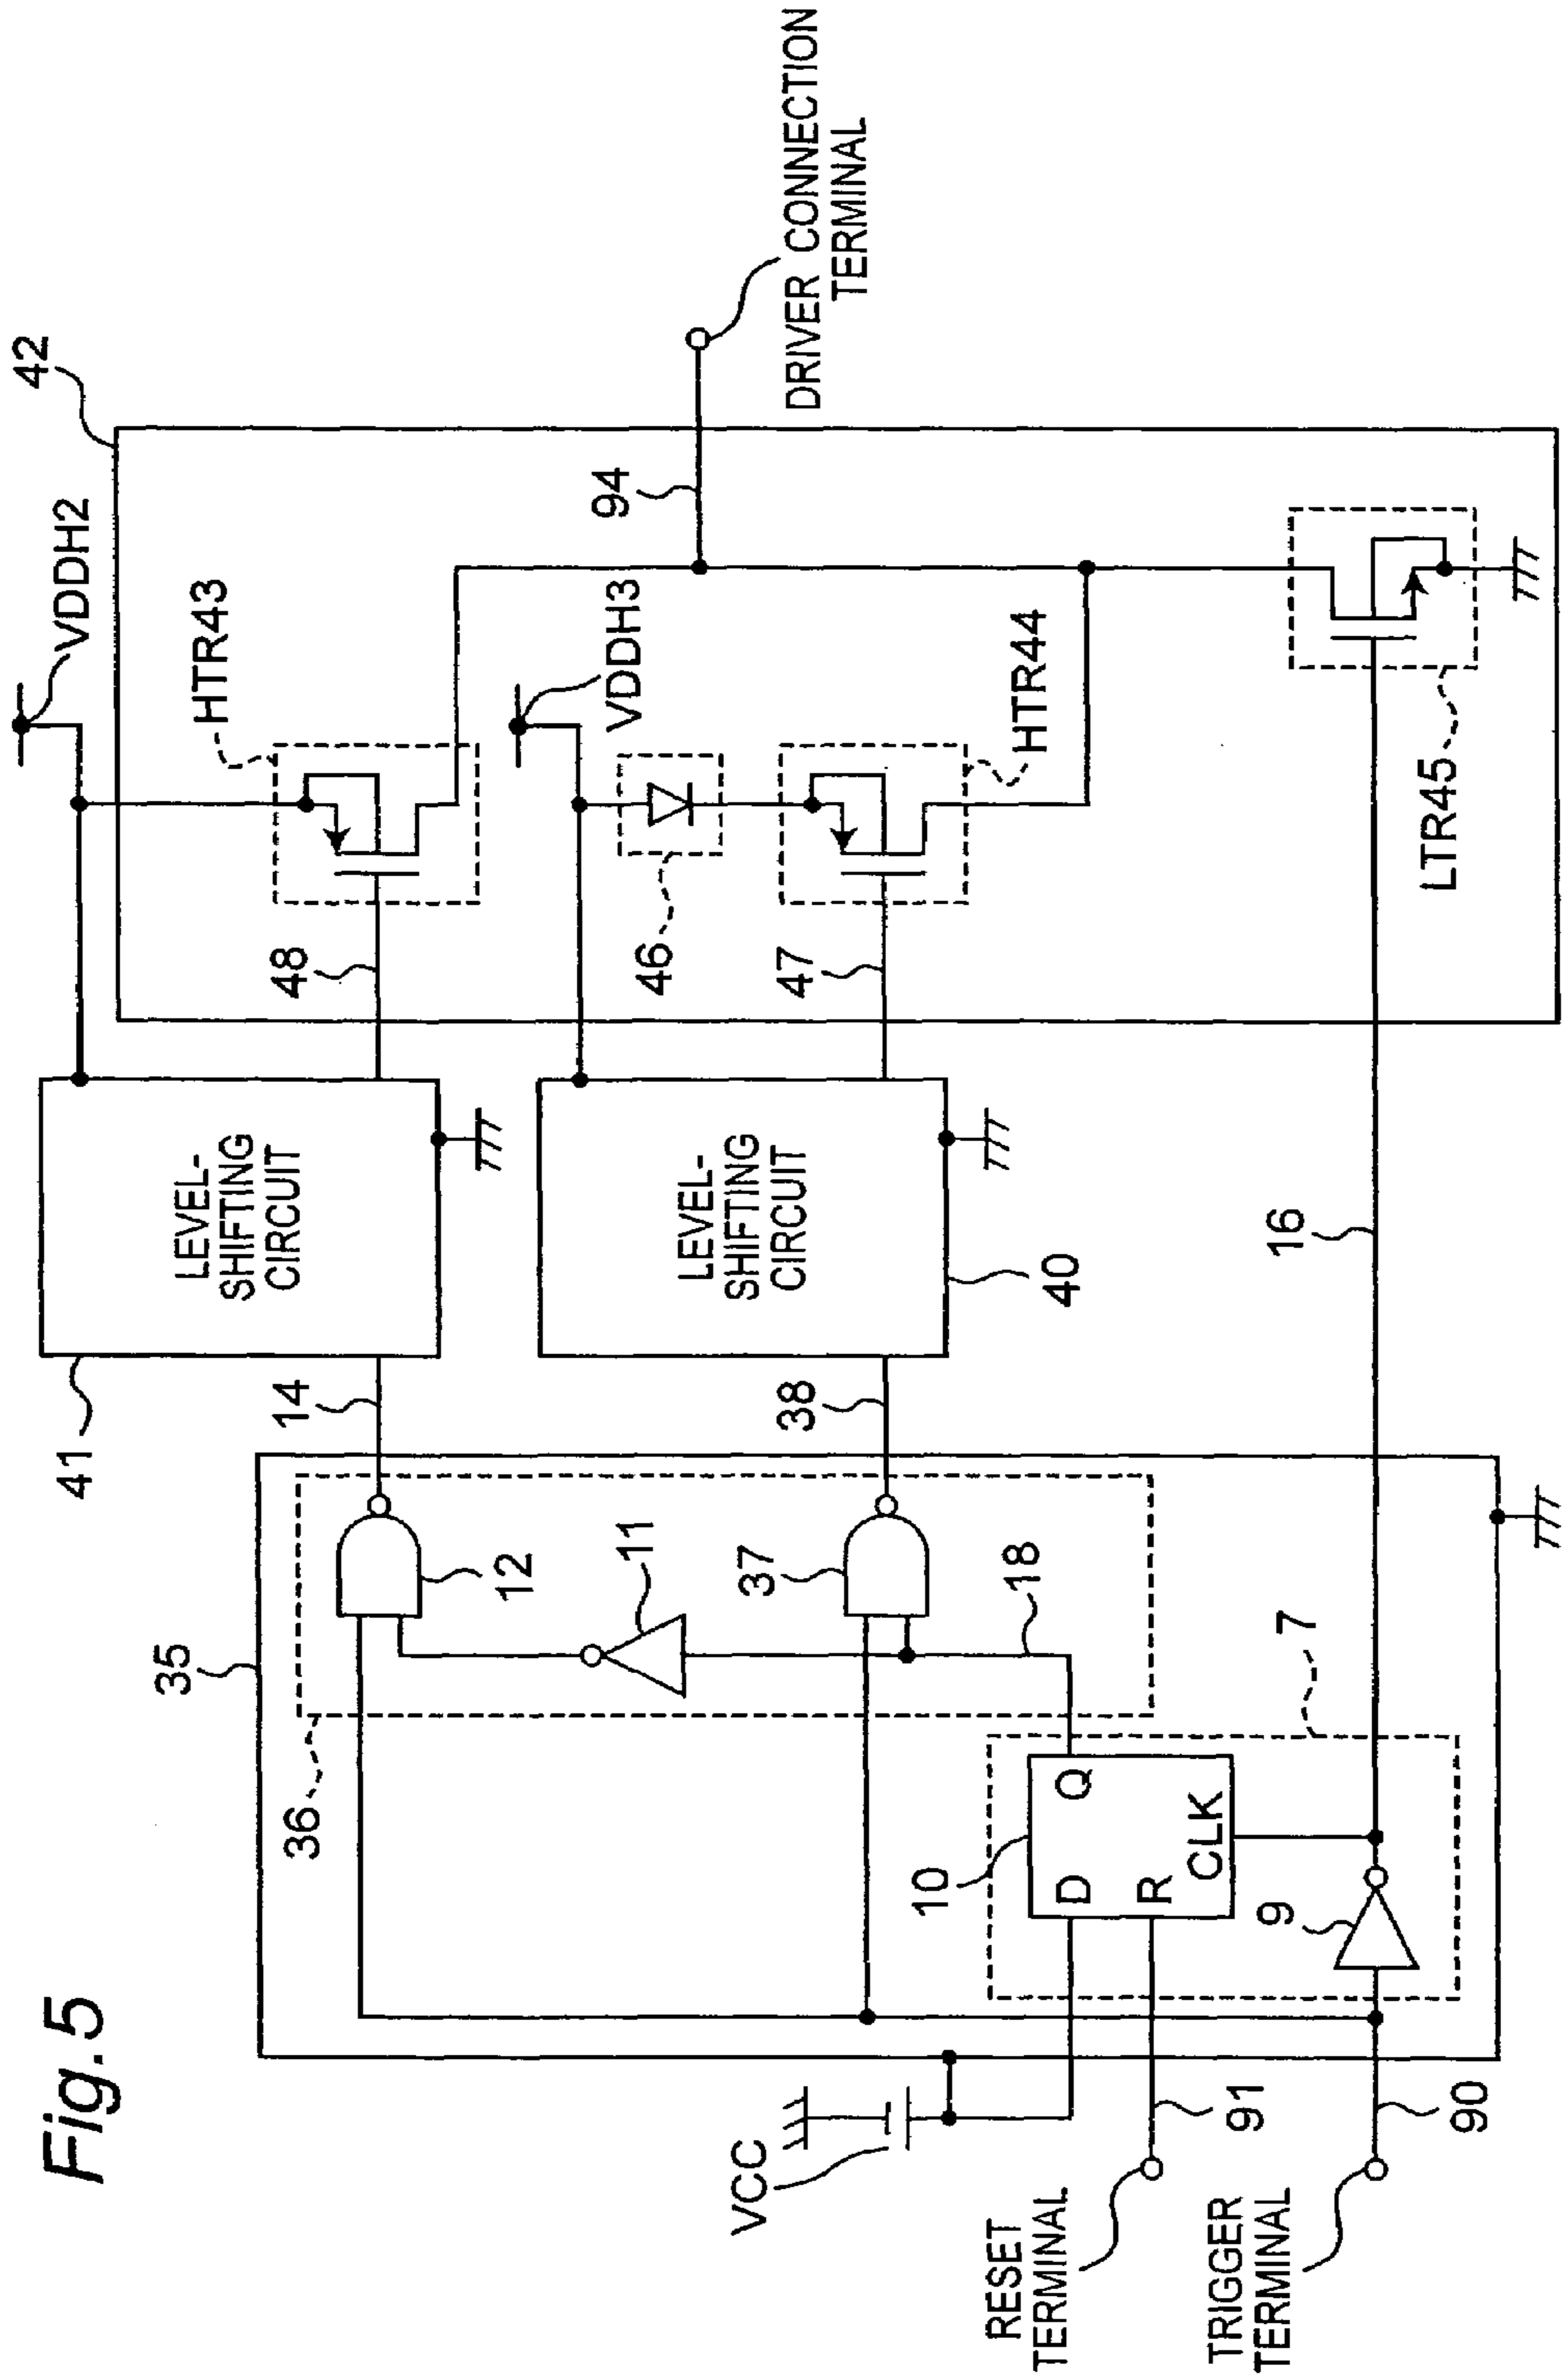 Fig.5
VDDH2
42
41
LEVEL-
SHIFTING
CIRCUIT
HTR43
35
14
48
36
12
11
VDDH3
94
DRIVER CONNECTION
TERMINAL
LEVEL-
SHIFTING
CIRCUIT
46
VCC
37
38
47
HTR44
10
18
40
D
Q
R
CLK
7
RESET
TERMINAL
91
9
16
TRIGGER
TERMINAL
90
LTR45